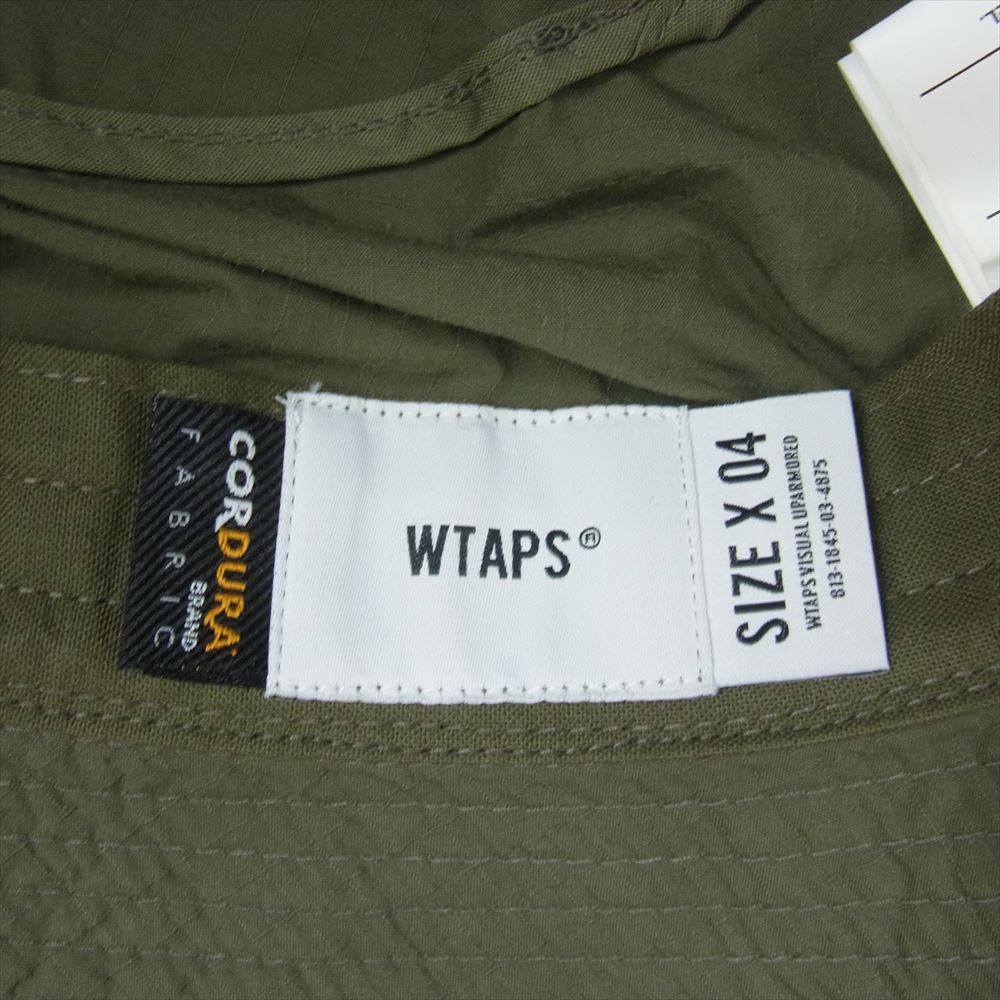 CORDURA
BRAND
FABRIC
WTAPS®
SIZE X 04
WTAPS VISUAL UPARMORED
813-1845-03-4875